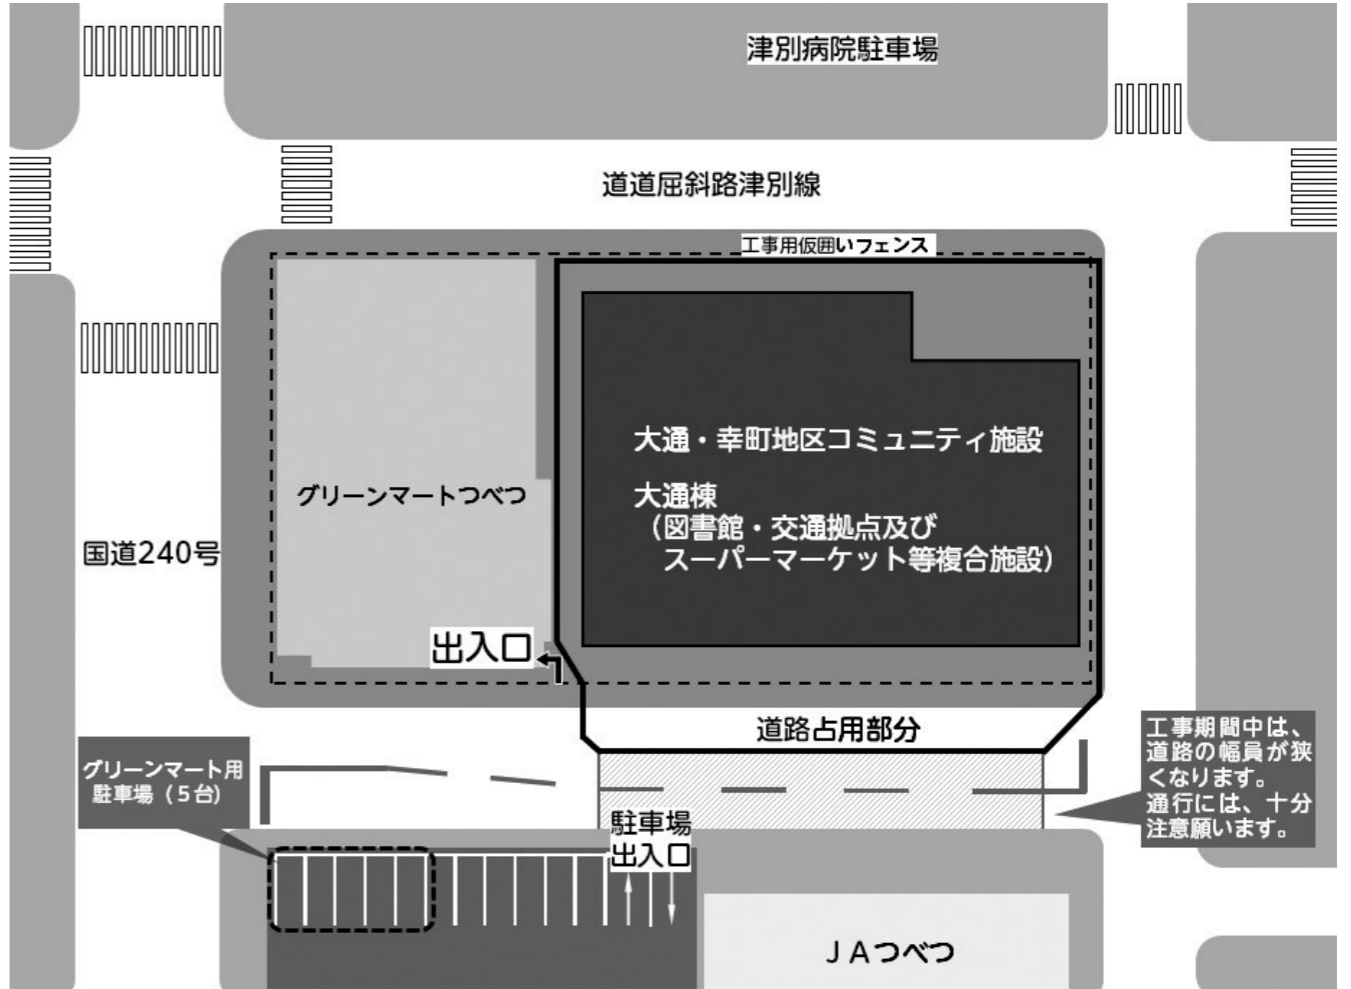 津別病院駐車場
道道屈斜路津別線
工事用仮囲いフェンス
大通・幸町地区コミュニティ施設
大通棟
（図書館・交通拠点及び
スーパーマーケット等複合施設）
グリーンマートつべつ
国道240号
出入口
道路占用部分
工事期間中は、
道路の幅員が狭
くなります。
通行には、十分
注意願います。
グリーンマート用
駐車場（５台）
駐車場
出入口
ＪＡつべつ